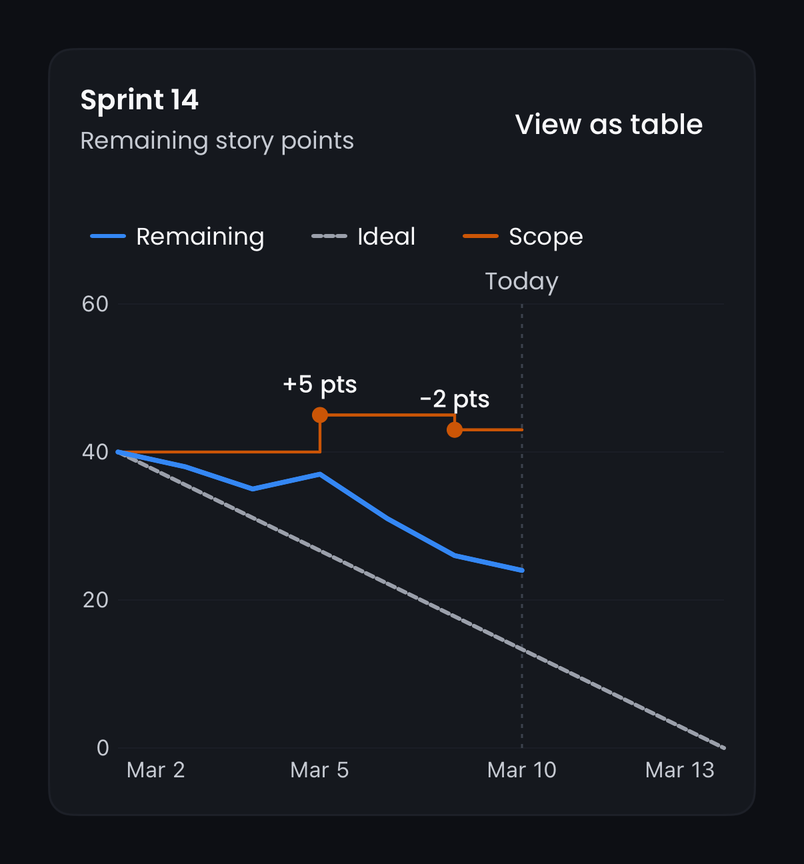 Sprint 14
Remaining story points
View as table
Remaining
Ideal
Scope
Today
60
+5 pts
−2 pts
40
20
0
Mar 2
Mar 5
Mar 10
Mar 13